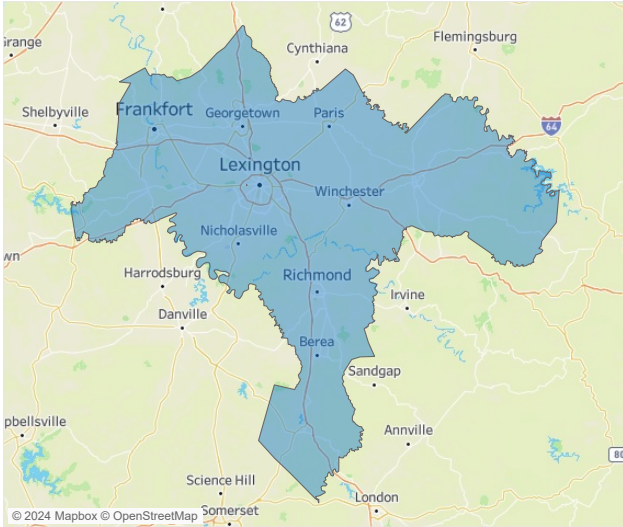 62
Grange
Cynthiana
Flemingsburg
Shelbyville
Frankfort
Georgetown
Paris
64
Lexington
Winchester
Nicholasville
wn
Harrodsburg
Richmond
Irvine
Danville
Berea
Sandgap
pbellsville
Annville
80
Science Hill
London
Somerset
© 2024 Mapbox © OpenStreetMap